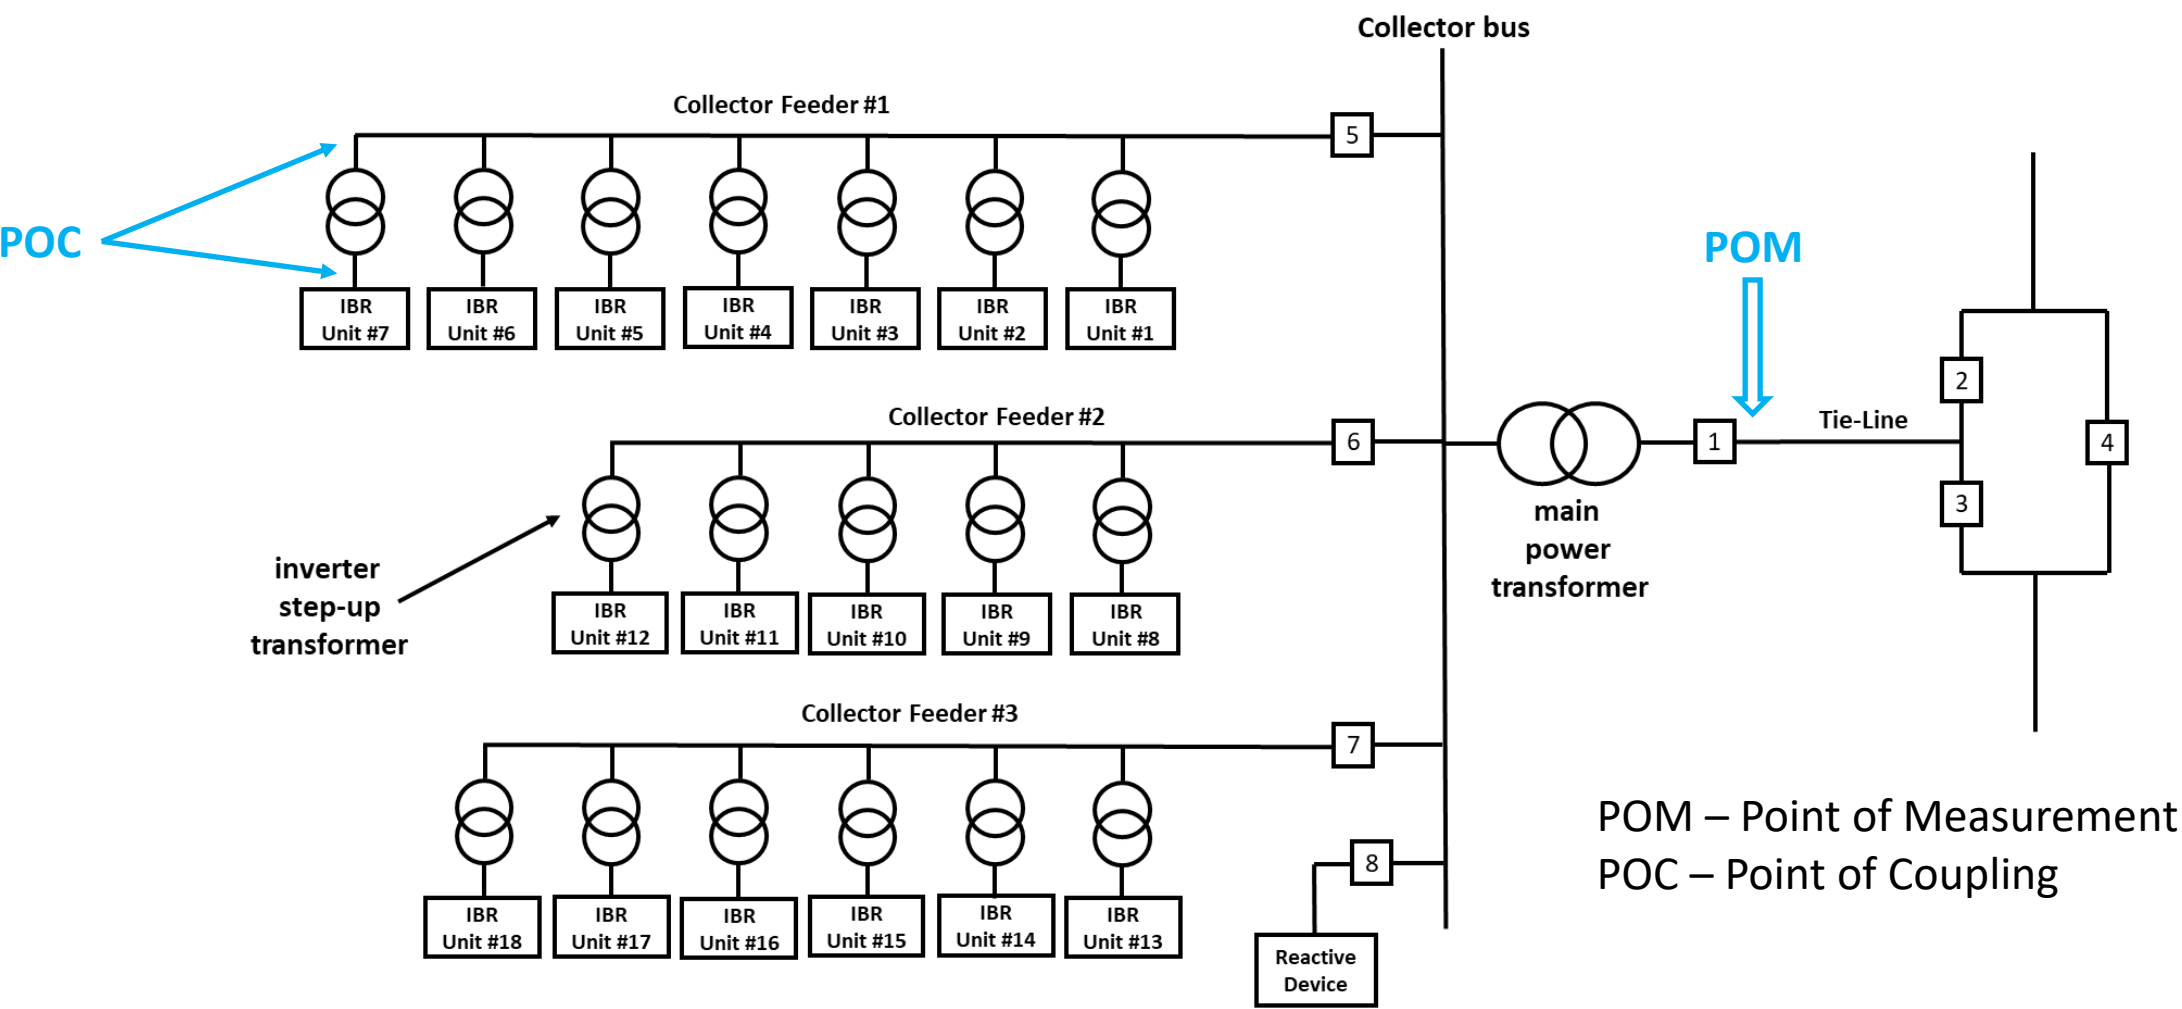 Collector bus
Collector Feeder #1
5
POC
IBR
Unit #7
IBR
Unit #6
IBR
Unit #5
IBR
Unit #4
IBR
Unit #3
IBR
Unit #2
IBR
Unit #1
POM
Collector Feeder #2
6
1
Tie-Line
2
3
4
main
power
transformer
inverter
step-up
transformer
IBR
Unit #12
IBR
Unit #11
IBR
Unit #10
IBR
Unit #9
IBR
Unit #8
Collector Feeder #3
7
8
IBR
Unit #18
IBR
Unit #17
IBR
Unit #16
IBR
Unit #15
IBR
Unit #14
IBR
Unit #13
Reactive
Device
POM – Point of Measurement
POC – Point of Coupling